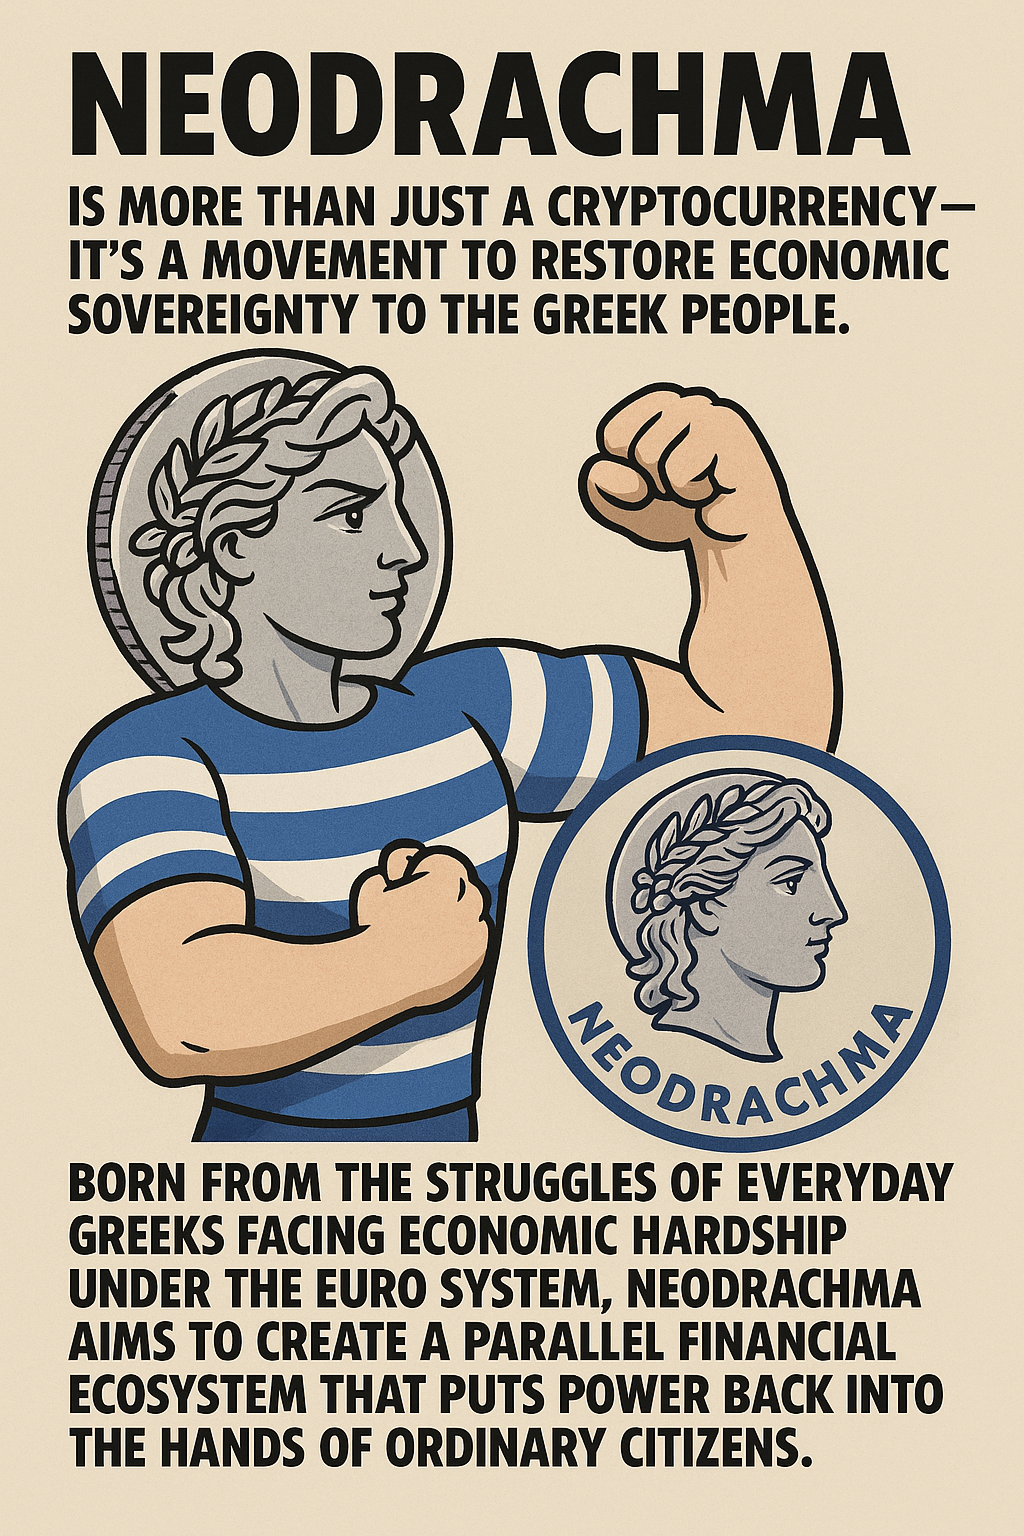 NEODRACHMA
IS MORE THAN JUST A CRYPTOCURRENCY—
IT'S A MOVEMENT TO RESTORE ECONOMIC
SOVEREIGNTY TO THE GREEK PEOPLE.
NEODRACHMA
BORN FROM THE STRUGGLES OF EVERYDAY
GREEKS FACING ECONOMIC HARDSHIP
UNDER THE EURO SYSTEM, NEODRACHMA
AIMS TO CREATE A PARALLEL FINANCIAL
ECOSYSTEM THAT PUTS POWER BACK INTO
THE HANDS OF ORDINARY CITIZENS.